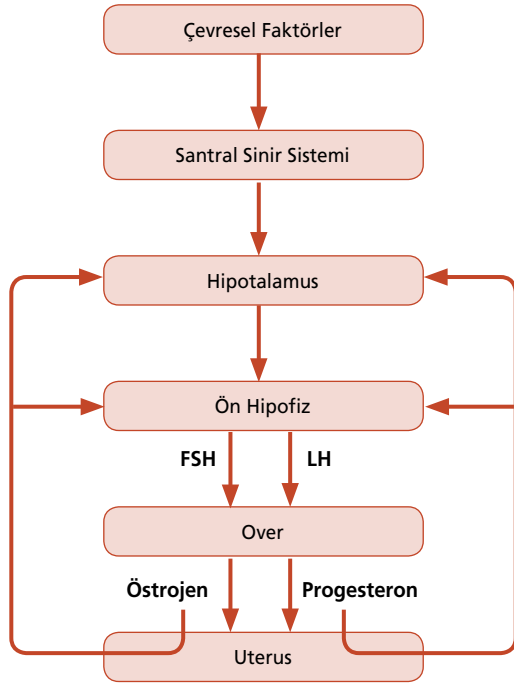 Çevresel Faktörler
Santral Sinir Sistemi
Hipotalamus
Ön Hipofiz
FSH LH
Over
Östrojen Progesteron
Uterus